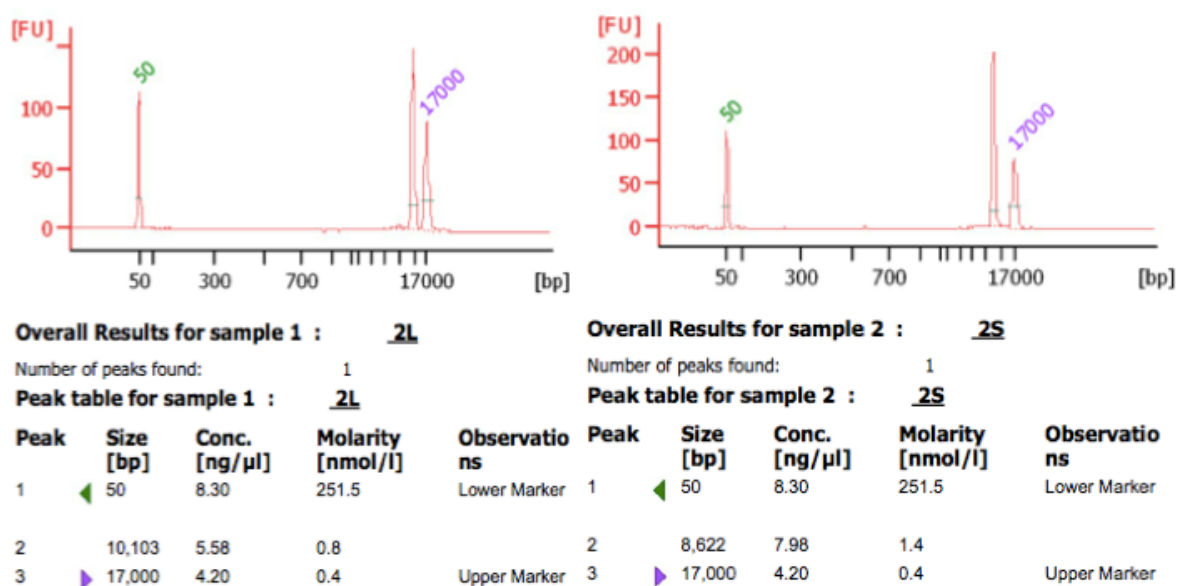 [FU]
100
50
0
50
17000
50 300 700 17000 [bp]
Overall Results for sample 1 : 2L
Number of peaks found: 1
Peak table for sample 1 : 2L
Peak Size [bp] Conc. [ng/µl] Molarity [nmol/l] Observatio ns
1 50 8.30 251.5 Lower Marker
2 10,103 5.58 0.8
3 17,000 4.20 0.4 Upper Marker
[FU]
200
150
100
50
0
50
17000
50 300 700 17000 [bp]
Overall Results for sample 2 : 2S
Number of peaks found: 1
Peak table for sample 2 : 2S
Peak Size [bp] Conc. [ng/µl] Molarity [nmol/l] Observatio ns
1 50 8.30 251.5 Lower Marker
2 8,622 7.98 1.4
3 17,000 4.20 0.4 Upper Marker